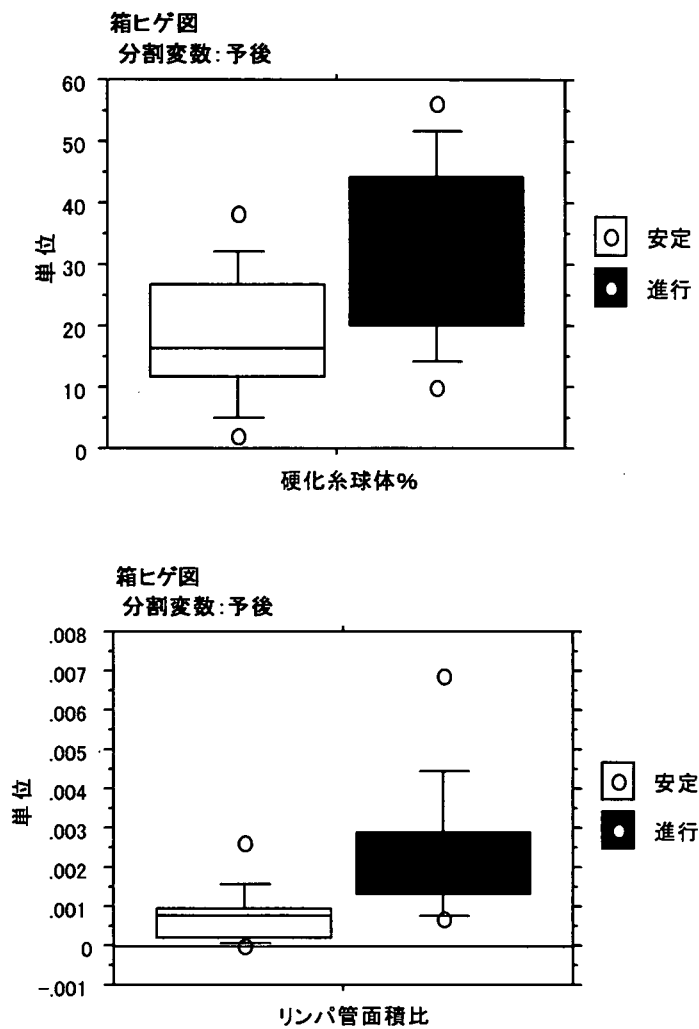 箱ヒゲ図
分割変数:予後
60
50
40
30
20
10
0
単位
安定
進行
硬化糸球体%
箱ヒゲ図
分割変数:予後
.008
.007
.006
.005
.004
.003
.002
.001
0
-.001
単位
安定
進行
リンパ管面積比